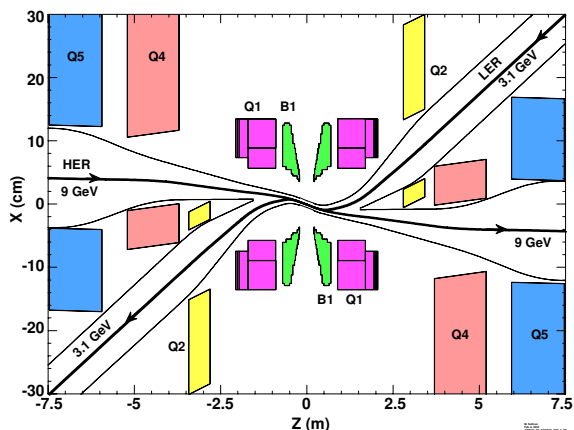 30
20
10
0
-10
-20
-30
X (cm)
Q5
Q4
Q1
B1
Q2
LER
3.1 GeV
HER
9 GeV
9 GeV
3.1 GeV
Q2
B1
Q1
Q4
Q5
-7.5
-5
-2.5
0
2.5
5
7.5
Z (m)